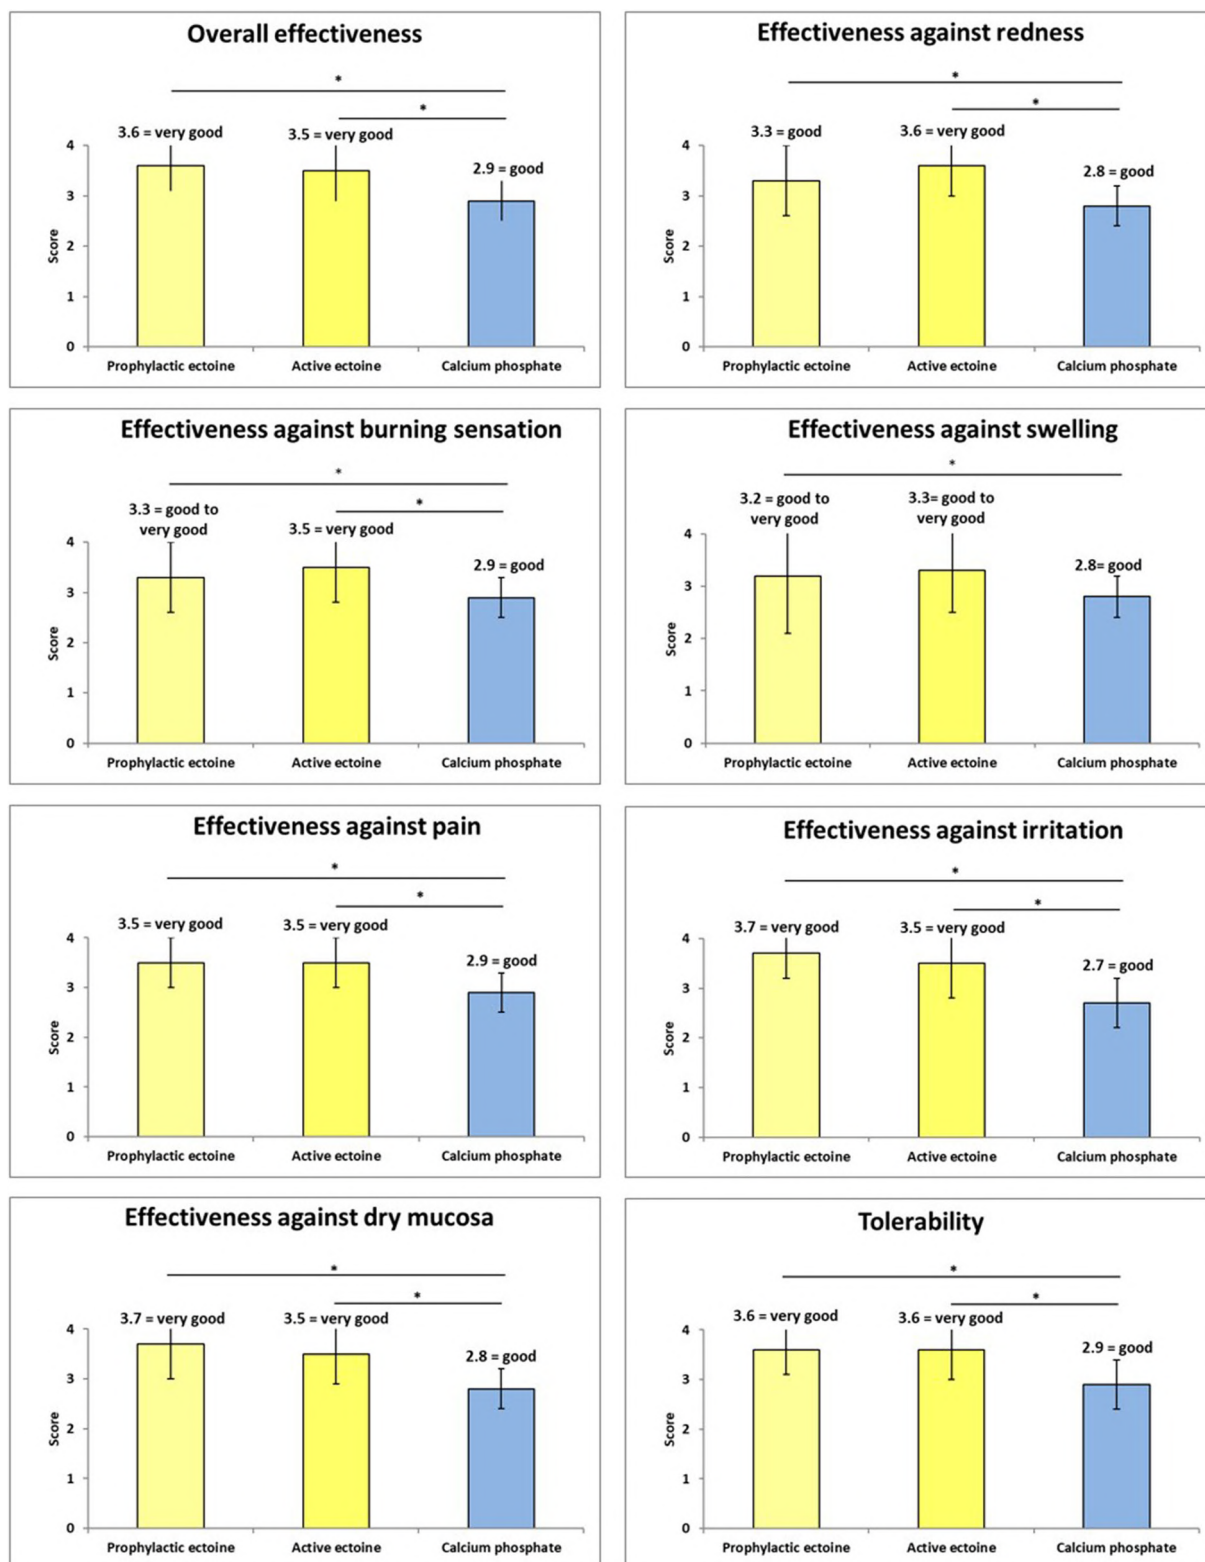 Overall effectiveness
*
*
3.6 = very good
3.5 = very good
2.9 = good
4
3
2
1
0
Score
Prophylactic ectoine
Active ectoine
Calcium phosphate
Effectiveness against redness
*
*
3.3 = good
3.6 = very good
2.8 = good
4
3
2
1
0
Score
Prophylactic ectoine
Active ectoine
Calcium phosphate
Effectiveness against burning sensation
*
*
3.3 = good to
very good
3.5 = very good
2.9 = good
4
3
2
1
0
Score
Prophylactic ectoine
Active ectoine
Calcium phosphate
Effectiveness against swelling
*
3.2 = good to
very good
3.3= good to
very good
2.8= good
4
3
2
1
0
Score
Prophylactic ectoine
Active ectoine
Calcium phosphate
Effectiveness against pain
*
*
3.5 = very good
3.5 = very good
2.9 = good
4
3
2
1
0
Score
Prophylactic ectoine
Active ectoine
Calcium phosphate
Effectiveness against irritation
*
*
3.7 = very good
3.5 = very good
2.7 = good
4
3
2
1
0
Score
Prophylactic ectoine
Active ectoine
Calcium phosphate
Effectiveness against dry mucosa
*
*
3.7 = very good
3.5 = very good
2.8 = good
4
3
2
1
0
Score
Prophylactic ectoine
Active ectoine
Calcium phosphate
Tolerability
*
*
3.6 = very good
3.6 = very good
2.9 = good
4
3
2
1
0
Score
Prophylactic ectoine
Active ectoine
Calcium phosphate